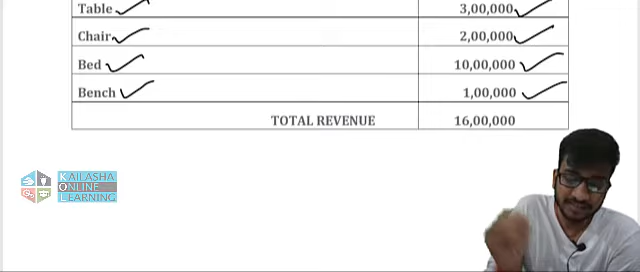 Table 3,00,000
Chair 2,00,000
Bed 10,00,000
Bench 1,00,000
TOTAL REVENUE 16,00,000
KAILASHA
ONLINE
LEARNING